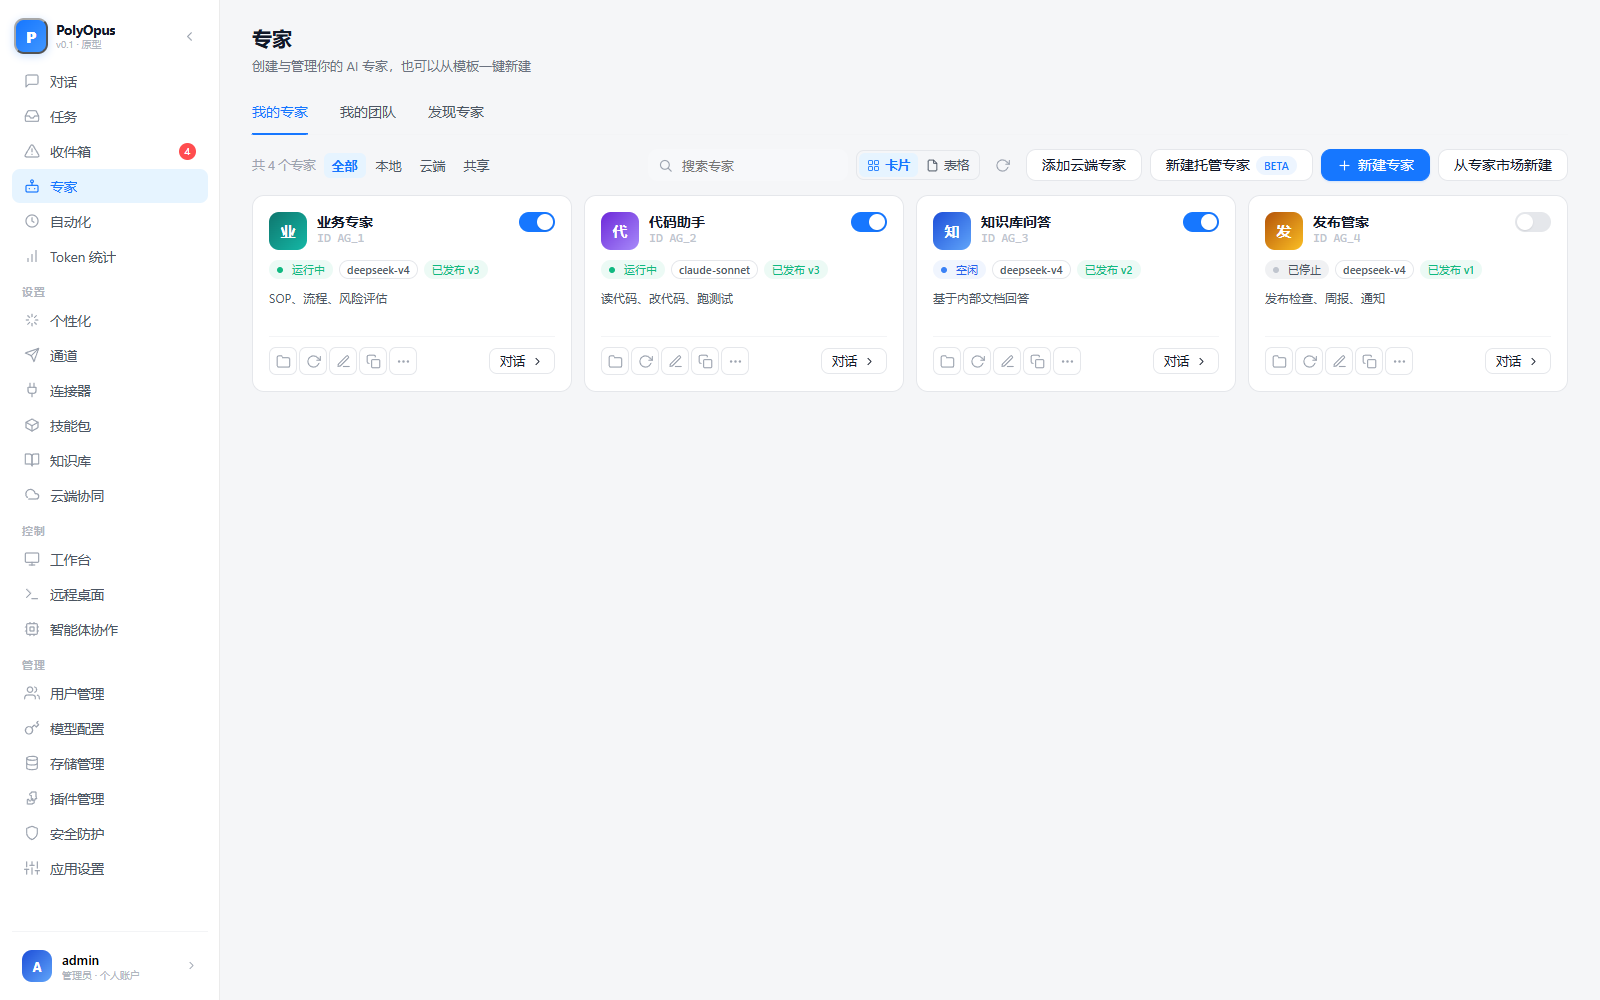 P
PolyOpus
v0.1 · 原型
对话
任务
收件箱 4
专家
自动化
Token 统计
设置
个性化
通道
连接器
技能包
知识库
云端协同
控制
工作台
远程桌面
智能体协作
管理
用户管理
模型配置
存储管理
插件管理
安全防护
应用设置
A
admin
管理员 · 个人账户
专家
创建与管理你的 AI 专家，也可以从模板一键新建
我的专家 我的团队 发现专家
共 4 个专家 全部 本地 云端 共享 搜索专家 卡片 表格 添加云端专家 新建托管专家 BETA 新建专家 从专家市场新建
业 业务专家
ID AG_1
运行中 deepseek-v4 已发布 v3
SOP、流程、风险评估
对话
代 代码助手
ID AG_2
运行中 claude-sonnet 已发布 v3
读代码、改代码、跑测试
对话
知 知识库问答
ID AG_3
空闲 deepseek-v4 已发布 v2
基于内部文档回答
对话
发 发布管家
ID AG_4
已停止 deepseek-v4 已发布 v1
发布检查、周报、通知
对话